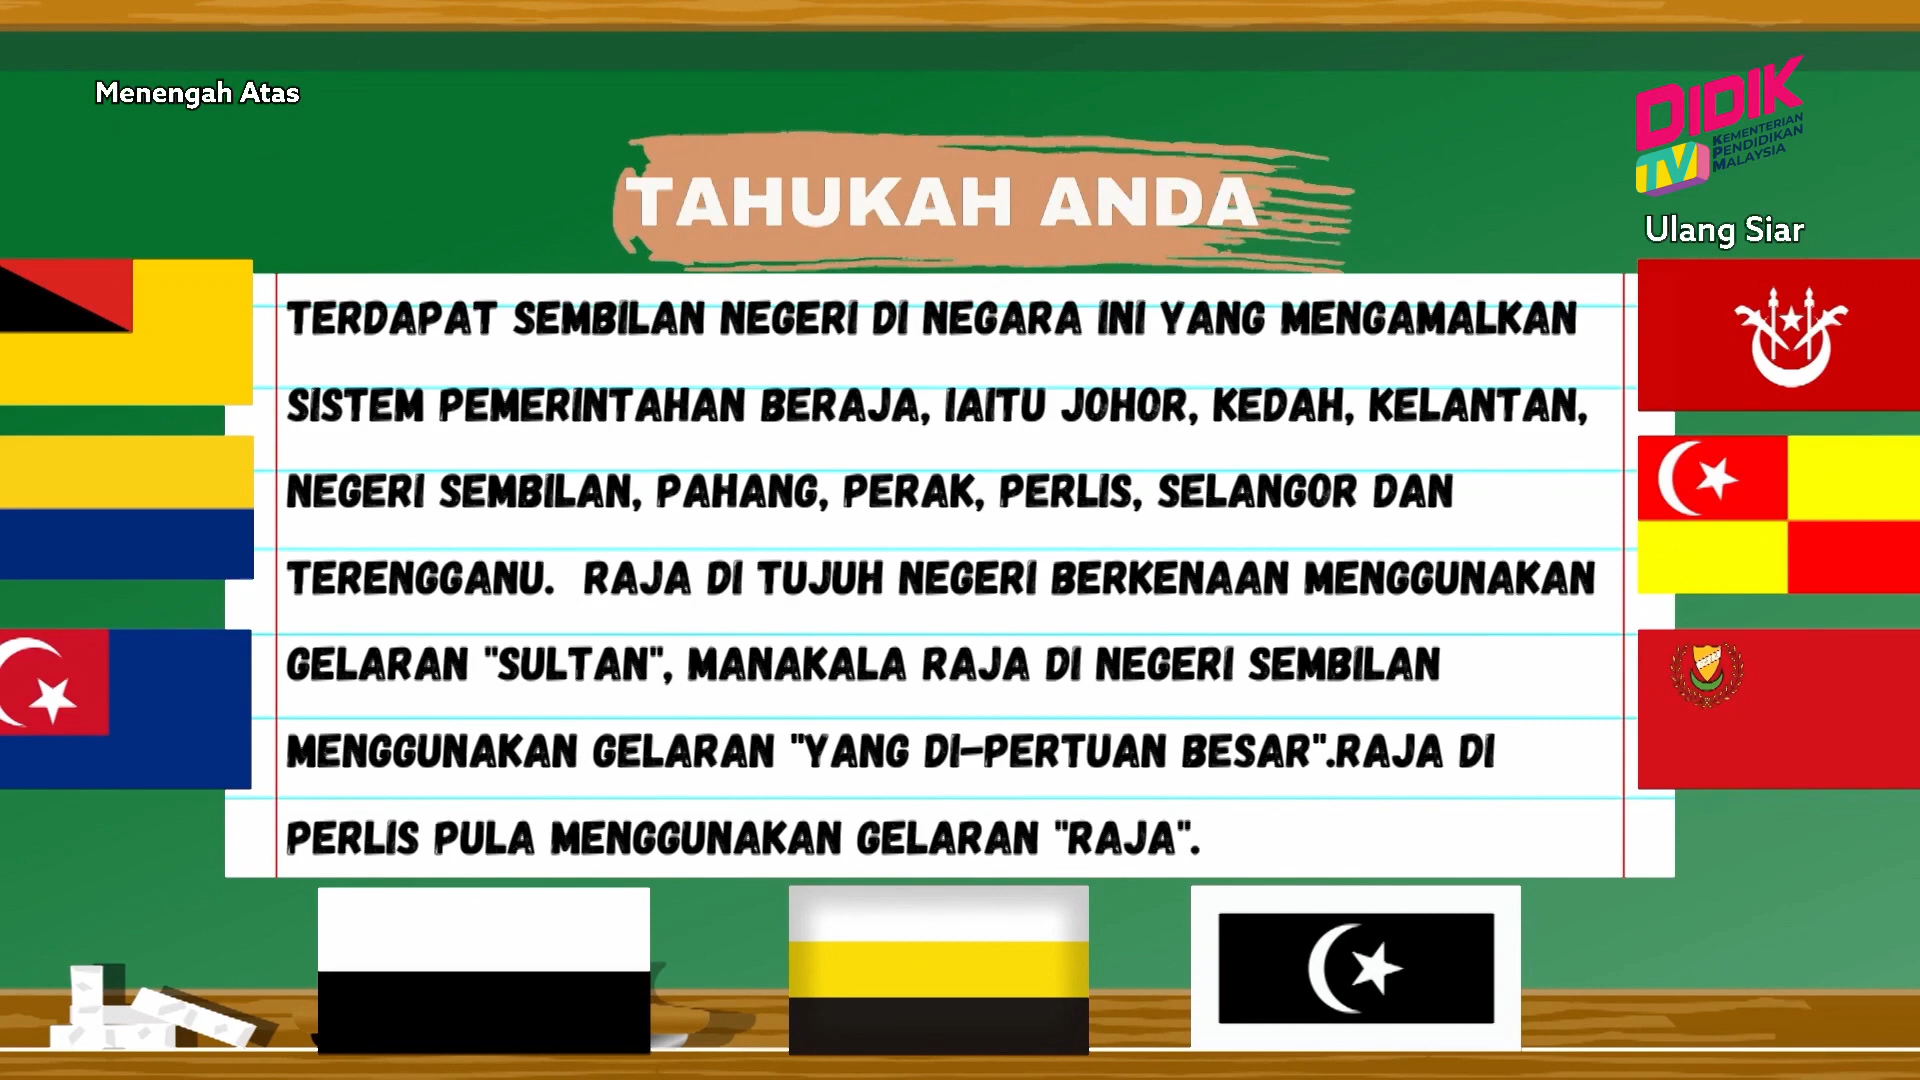 Menengah Atas
DIDIK
TV
KEMENTERIAN
PENDIDIKAN
MALAYSIA
Ulang Siar
TAHUKAH ANDA
TERDAPAT SEMBILAN NEGERI DI NEGARA INI YANG MENGAMALKAN
SISTEM PEMERINTAHAN BERAJA, IAITU JOHOR, KEDAH, KELANTAN,
NEGERI SEMBILAN, PAHANG, PERAK, PERLIS, SELANGOR DAN
TERENGGANU. RAJA DI TUJUH NEGERI BERKENAAN MENGGUNAKAN
GELARAN "SULTAN", MANAKALA RAJA DI NEGERI SEMBILAN
MENGGUNAKAN GELARAN "YANG DI-PERTUAN BESAR".RAJA DI
PERLIS PULA MENGGUNAKAN GELARAN "RAJA".